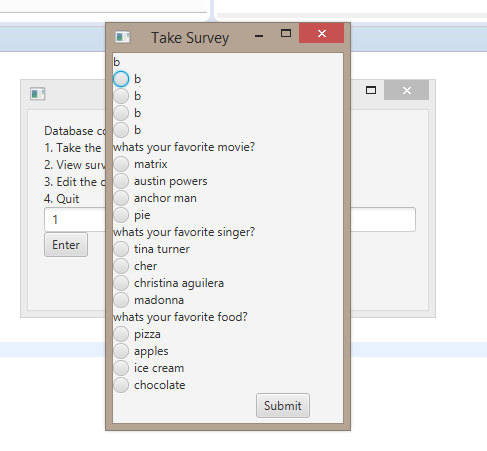 Take Survey
b
b
b
b
b
whats your favorite movie?
matrix
austin powers
anchor man
pie
whats your favorite singer?
tina turner
cher
christina aguilera
madonna
whats your favorite food?
pizza
apples
ice cream
chocolate
Submit
Database
1. Take the
2. View
3. Edit the
4. Quit
1
Enter